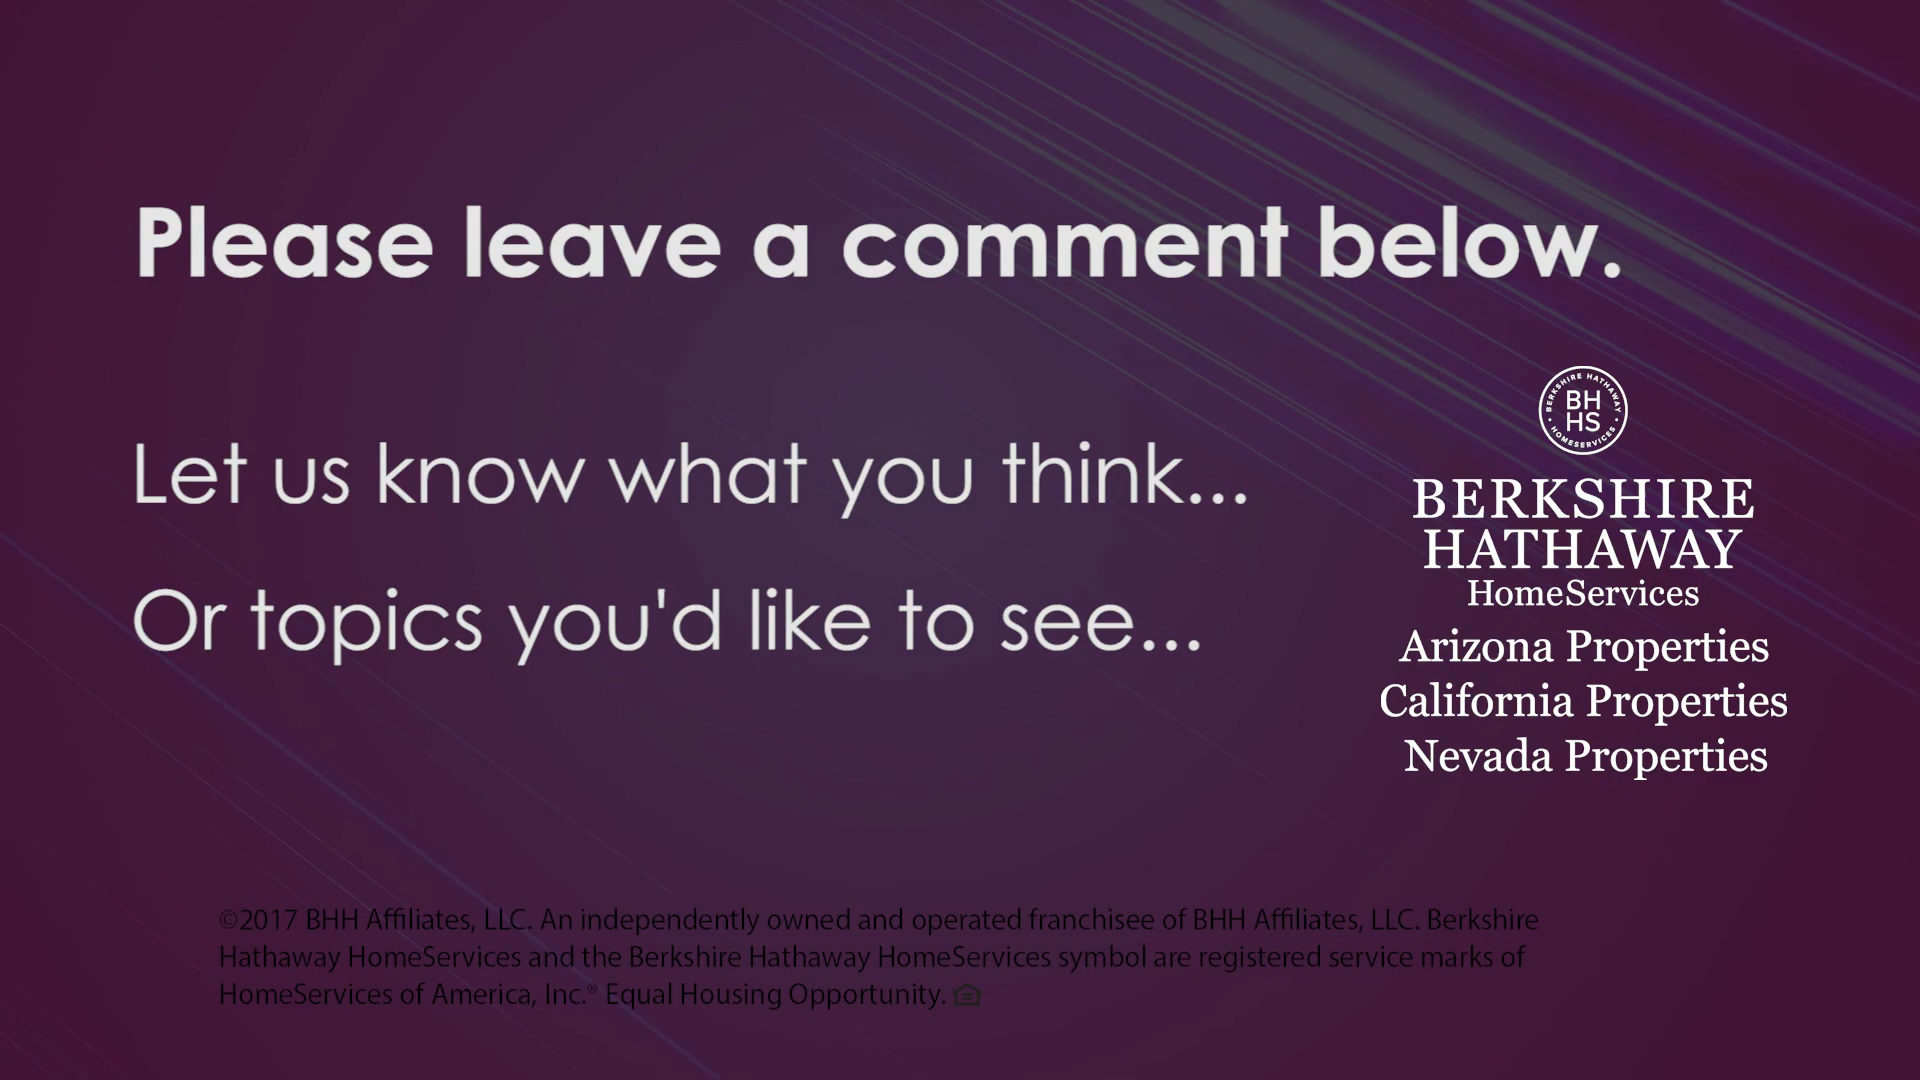 Please leave a comment below.
Let us know what you think...
Or topics you'd like to see...
BERKSHIRE HATHAWAY
BH
HS
HOMESERVICES
BERKSHIRE
HATHAWAY
HomeServices
Arizona Properties
California Properties
Nevada Properties
©2017 BHH Affiliates, LLC. An independently owned and operated franchisee of BHH Affiliates, LLC. Berkshire
Hathaway HomeServices and the Berkshire Hathaway HomeServices symbol are registered service marks of
HomeServices of America, Inc.® Equal Housing Opportunity.